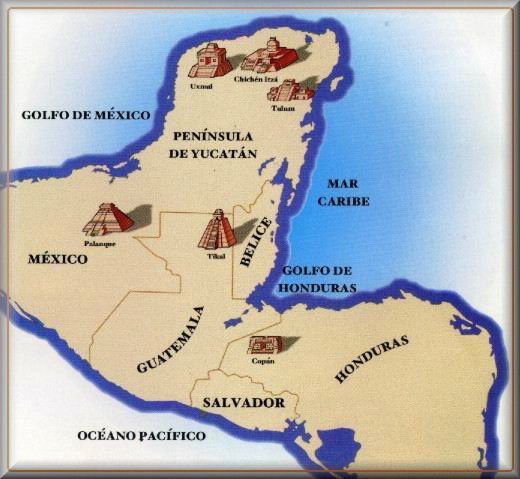 Uxmal
Chichén Itzá
Tulum
GOLFO DE MÉXICO
PENÍNSULA
DE YUCATÁN
MAR
CARIBE
Palanque
Tikal
BELICE
MÉXICO
GOLFO DE
HONDURAS
GUATEMALA
Copán
HONDURAS
SALVADOR
OCÉANO PACÍFICO